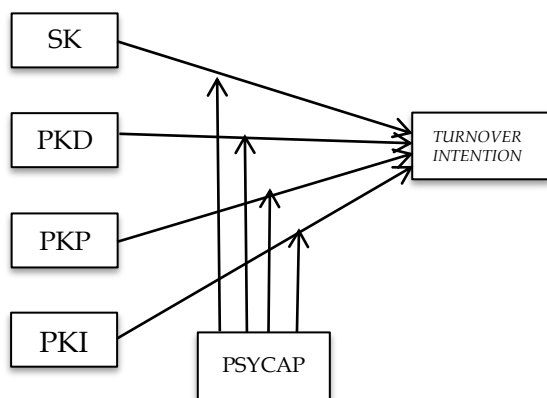 SK
PKD
TURNOVER
INTENTION
PKP
PKI
PSYCAP